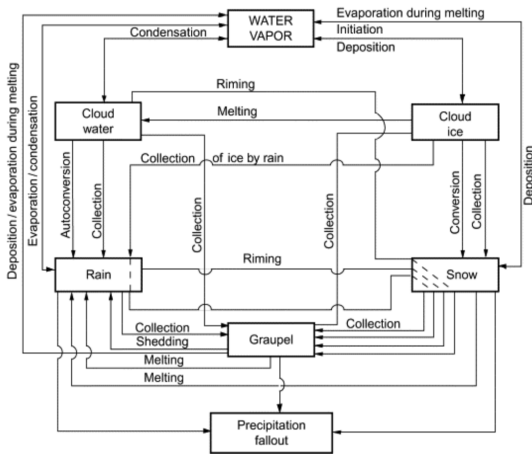 Evaporation during melting
WATER
VAPOR
Condensation
Initiation
Deposition
Riming
Cloud
water
Melting
Cloud
ice
Collection of ice by rain
Deposition / evaporation during melting
Evaporation / condensation
Autoconversion
Collection
Collection
Collection
Conversion
Collection
Deposition
Rain
Riming
Snow
Collection
Shedding
Graupel
Collection
Melting
Melting
Precipitation
fallout